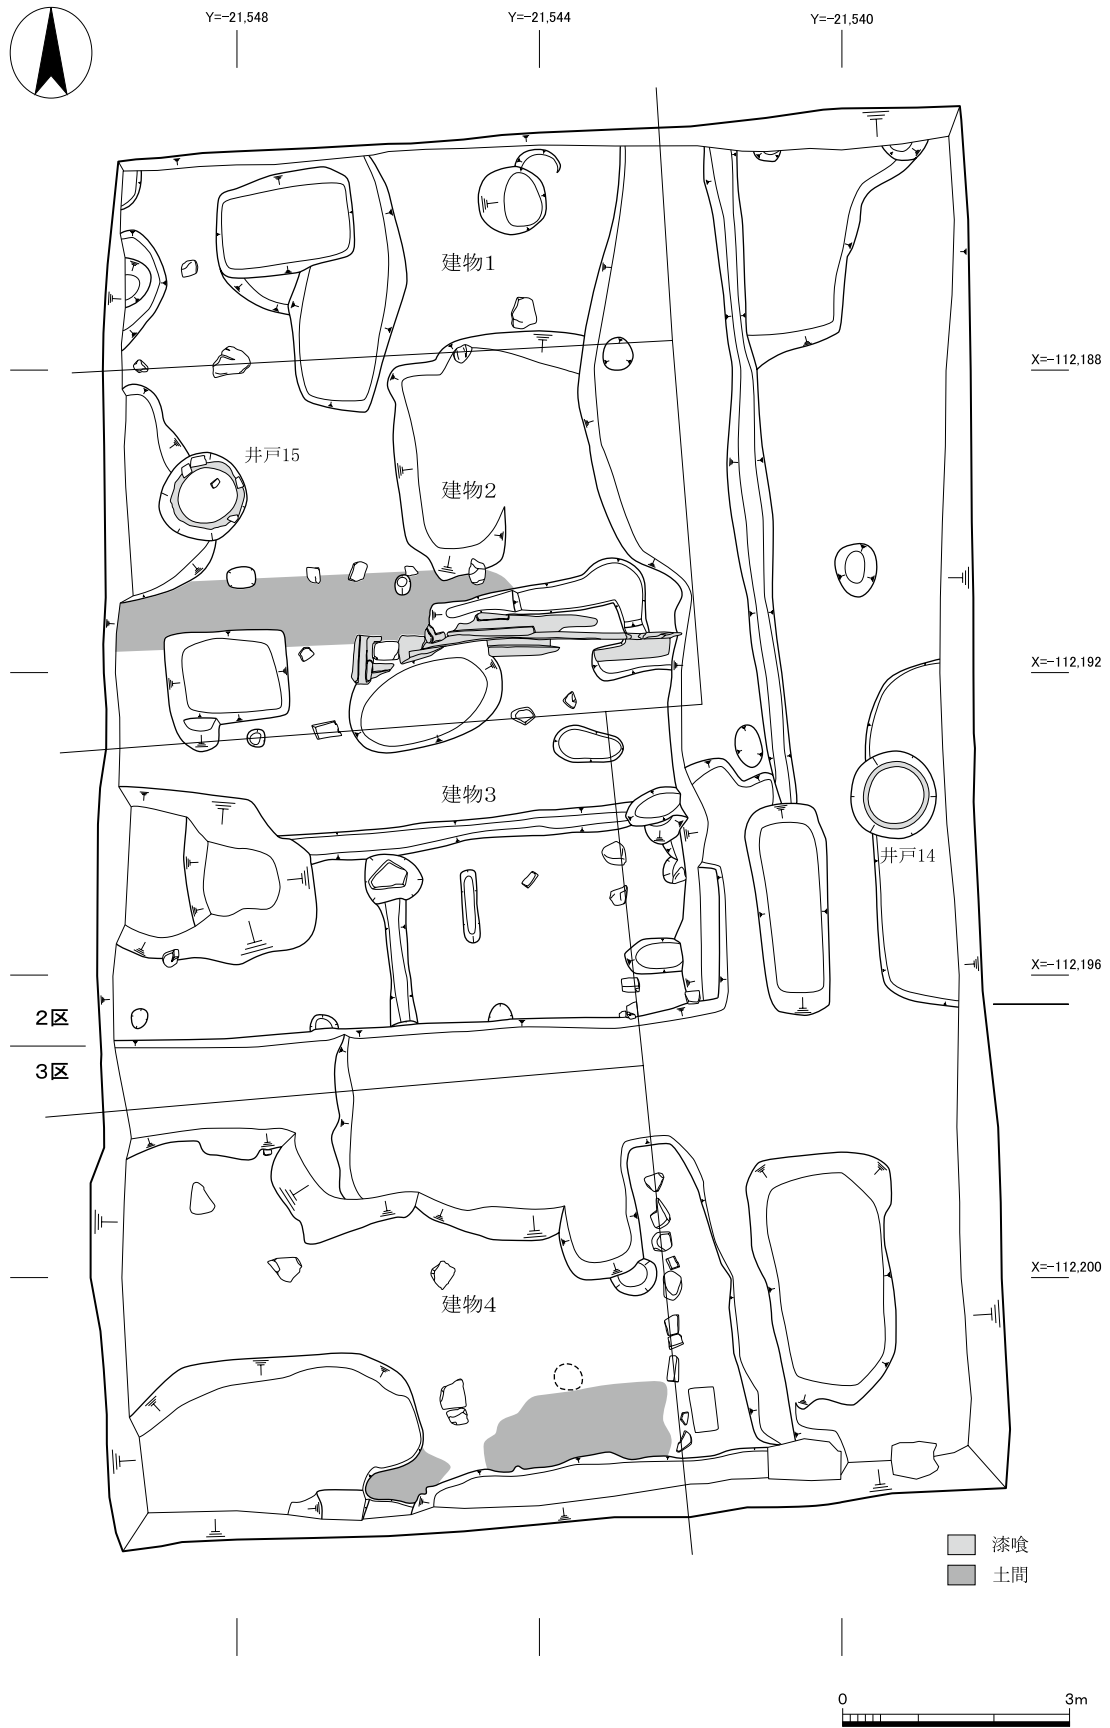 Y=-21,548
Y=-21,544
Y=-21,540
建物1
X=-112,188
井戸15
建物2
X=-112,192
建物3
井戸14
X=-112,196
2区
3区
X=-112,200
建物4
漆喰
土間
0 3m